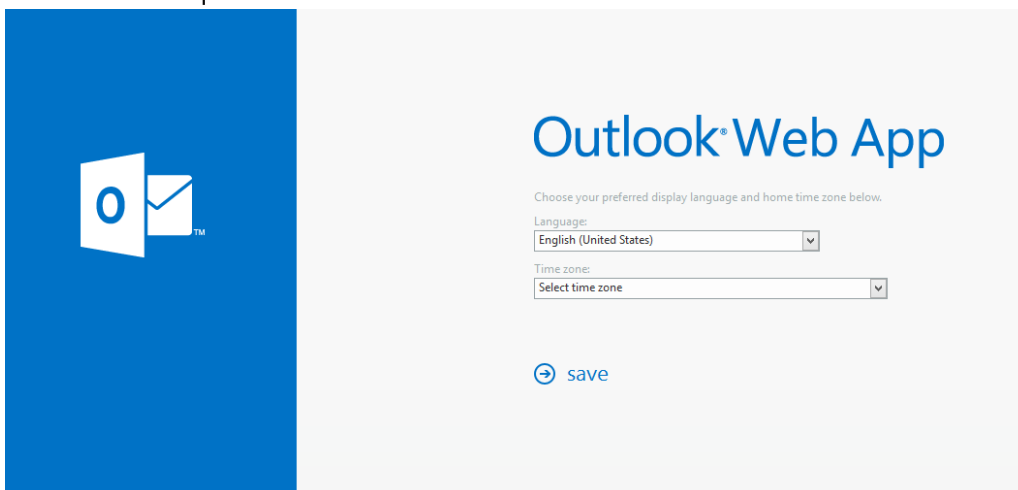 Outlook® Web App
Choose your preferred display language and home time zone below.
Language:
English (United States)
Time zone:
Select time zone
save
O
TM